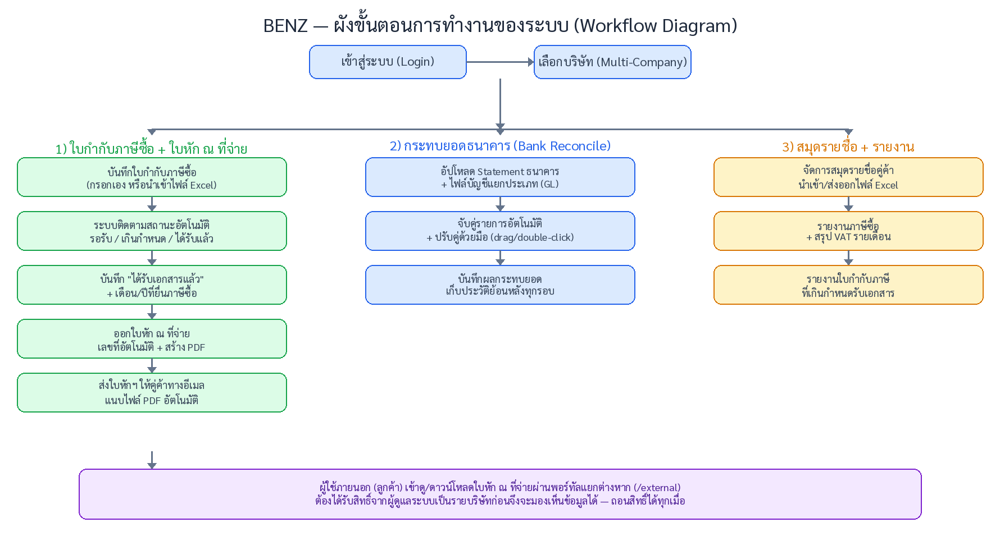 BENZ — ผังขั้นตอนการทำงานของระบบ (Workflow Diagram)
เข้าสู่ระบบ (Login)
เลือกบริษัท (Multi-Company)
1) ใบกำกับภาษีซื้อ + ใบหัก ณ ที่จ่าย
บันทึกใบกำกับภาษีซื้อ
(กรอกเอง หรือนำเข้าไฟล์ Excel)
ระบบติดตามสถานะอัตโนมัติ
รอรับ / เกินกำหนด / ได้รับแล้ว
บันทึก "ได้รับเอกสารแล้ว"
+ เดือน/ปีที่ยื่นภาษีซื้อ
ออกใบหัก ณ ที่จ่าย
เลขที่อัตโนมัติ + สร้าง PDF
ส่งใบหักฯ ให้คู่ค้าทางอีเมล
แนบไฟล์ PDF อัตโนมัติ
2) กระทบยอดธนาคาร (Bank Reconcile)
อัปโหลด Statement ธนาคาร
+ ไฟล์บัญชีแยกประเภท (GL)
จับคู่รายการอัตโนมัติ
+ ปรับคู่ด้วยมือ (drag/double-click)
บันทึกผลกระทบยอด
เก็บประวัติย้อนหลังทุกรอบ
3) สมุดรายชื่อ + รายงาน
จัดการสมุดรายชื่อคู่ค้า
นำเข้า/ส่งออกไฟล์ Excel
รายงานภาษีซื้อ
+ สรุป VAT รายเดือน
รายงานใบกำกับภาษี
ที่เกินกำหนดรับเอกสาร
ผู้ใช้ภายนอก (ลูกค้า) เข้าดู/ดาวน์โหลดใบหัก ณ ที่จ่ายผ่านพอร์ทัลแยกต่างหาก (/external)
ต้องได้รับสิทธิ์จากผู้ดูแลระบบเป็นรายบริษัทก่อนจึงจะมองเห็นข้อมูลได้ — ถอนสิทธิ์ได้ทุกเมื่อ